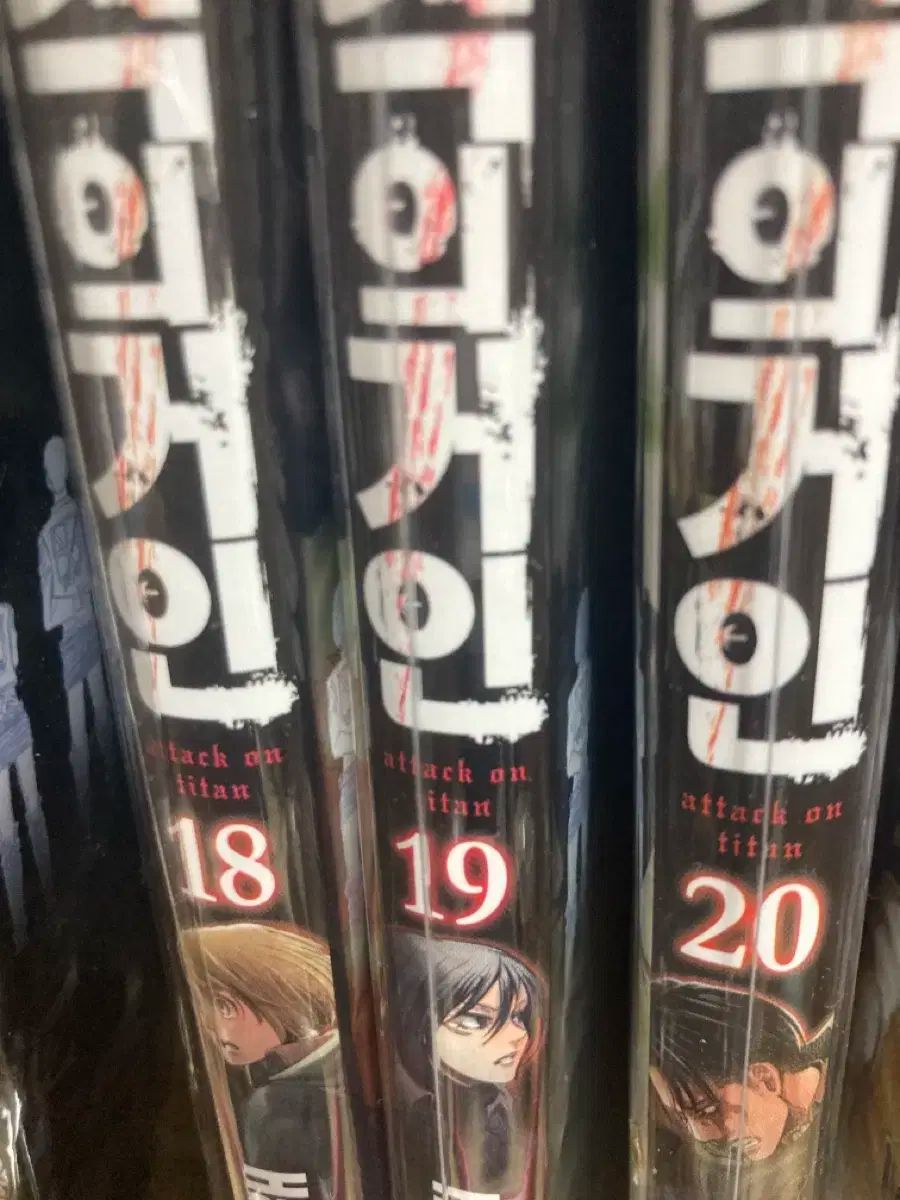 의거인
attack on
titan
18
의거인
attack on
titan
19
의거인
attack on
titan
20